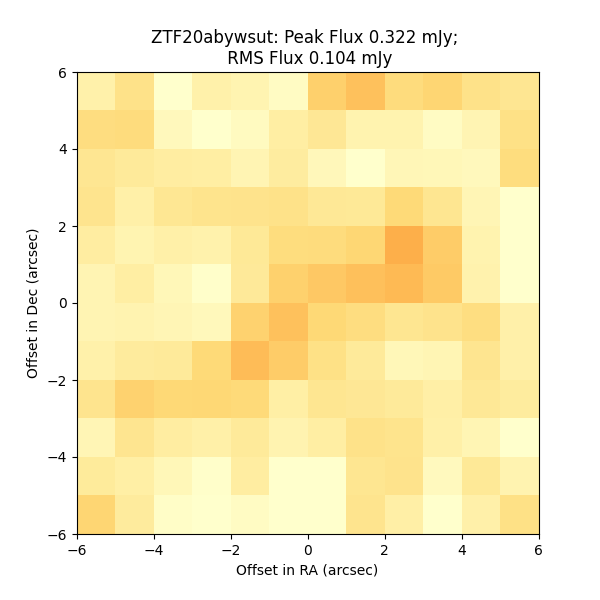 ZTF20abywsut: Peak Flux 0.322 mJy;
RMS Flux 0.104 mJy
6
4
2
0
−2
−4
−6
Offset in Dec (arcsec)
−6 −4 −2 0 2 4 6
Offset in RA (arcsec)